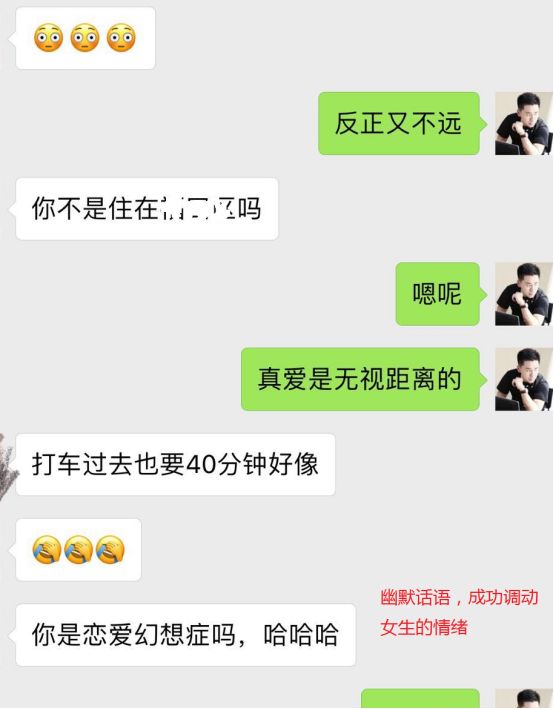 反正又不远
你不是住在区吗
嗯呢
真爱是无视距离的
打车过去也要40分钟好像
幽默话语,成功调动
女生的情绪
你是恋爱幻想症吗,哈哈哈